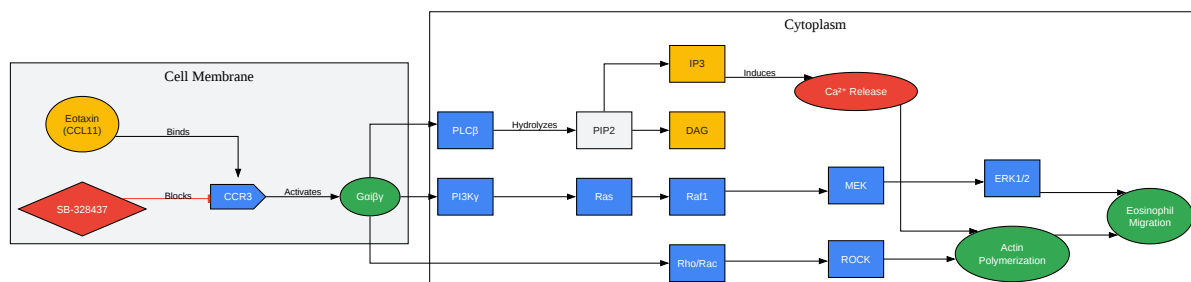 Cytoplasm
Cell Membrane
Eotaxin
(CCL11)
Binds
SB-328437
Blocks
CCR3
Activates
Gαiβγ
PLCβ
Hydrolyzes
PIP2
IP3
Induces
Ca²⁺ Release
DAG
PI3Kγ
Ras
Raf1
MEK
ERK1/2
Eosinophil
Migration
Rho/Rac
ROCK
Actin
Polymerization